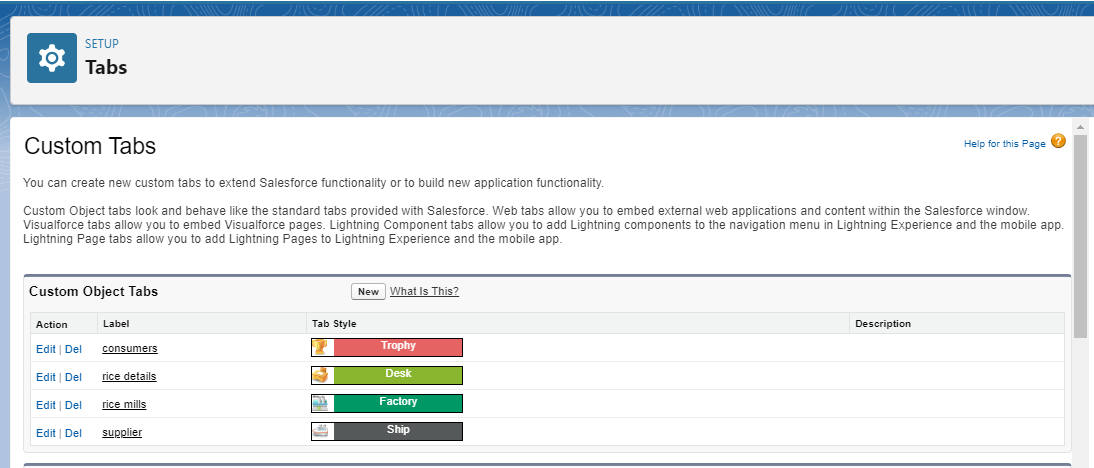 SETUP
Tabs
Custom Tabs
Help for this Page ?
You can create new custom tabs to extend Salesforce functionality or to build new application functionality.
Custom Object tabs look and behave like the standard tabs provided with Salesforce. Web tabs allow you to embed external web applications and content within the Salesforce window.
Visualforce tabs allow you to embed Visualforce pages. Lightning Component tabs allow you to add Lightning components to the navigation menu in Lightning Experience and the mobile app.
Lightning Page tabs allow you to add Lightning Pages to Lightning Experience and the mobile app.
Custom Object Tabs New What Is This?
Action Label Tab Style Description
Edit | Del consumers Trophy
Edit | Del rice details Desk
Edit | Del rice mills Factory
Edit | Del supplier Ship